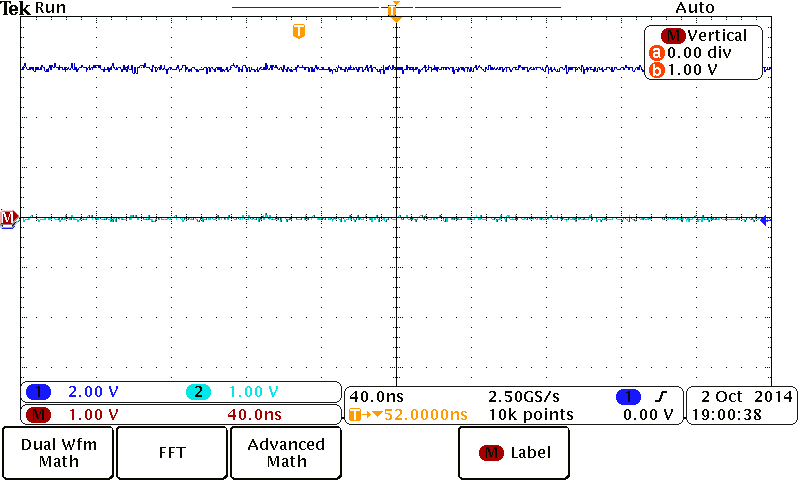 Tek Run Auto
T
T
M Vertical
a 0.00 div
b 1.00 V
M
1 2.00 V 2 1.00 V
M 1.00 V 40.0ns
40.0ns 2.50GS/s 1 0.00 V
T 52.0000ns 10k points
2 Oct 2014
19:00:38
Dual Wfm
Math
FFT
Advanced
Math
M Label